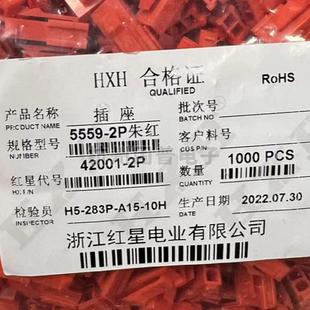 HXH 合格证
QUALIFIED
RoHS
产品名称 插座
PRODUCT NAME
批次号
BATCH NO
规格型号 5559-2P朱红
NUMBER
客户料号
COS P/N
红星代号 42001-2P
HX P/N
数量 1000 PCS
QUANTITY
检验员 H5-283P-A15-10H
INSPECTOR
生产日期 2022.07.30
浙江红星电业有限公司